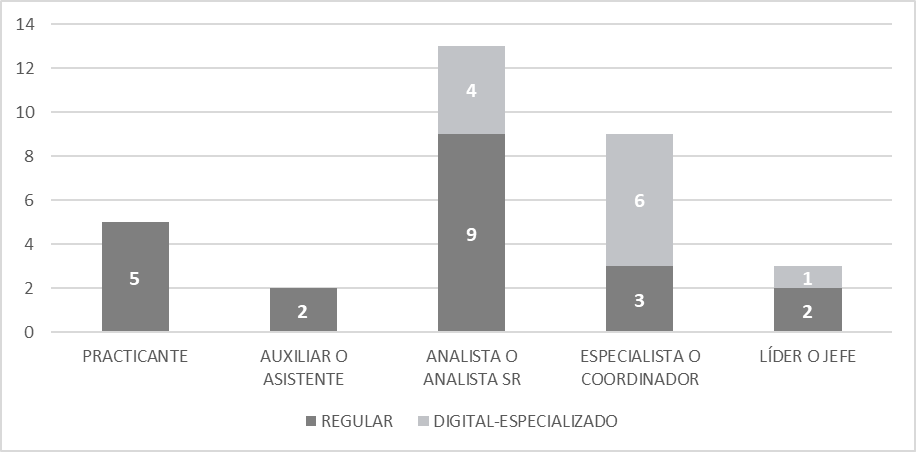 14
12
10
8
6
4
2
0
5
2
4
9
6
3
1
2
PRACTICANTE
AUXILIAR O
ASISTENTE
ANALISTA O
ANALISTA SR
ESPECIALISTA O
COORDINADOR
LÍDER O JEFE
REGULAR
DIGITAL-ESPECIALIZADO